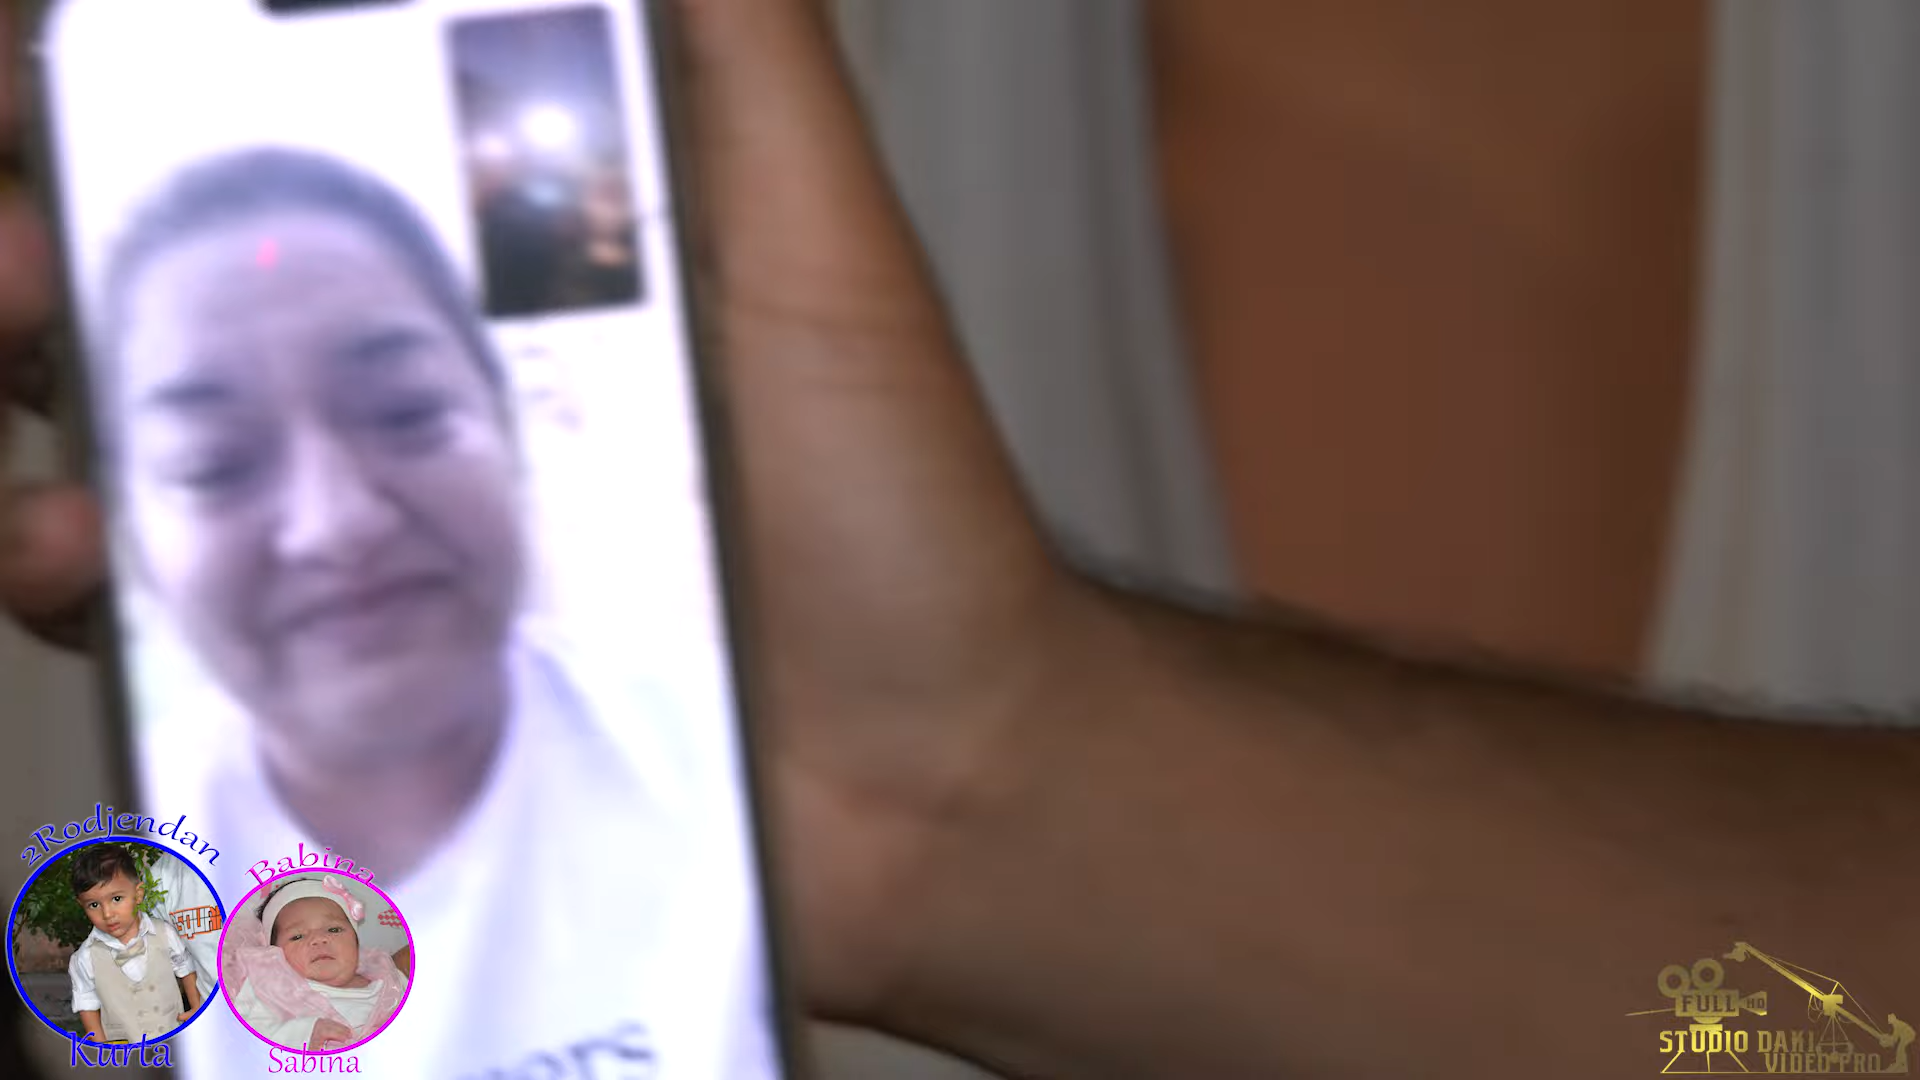 2Rodjendan
Kurta
Babina
Sabina
FULL HD
STUDIO DAKI
VIDEO PRO